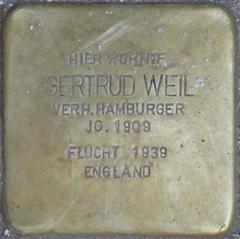 HIER WOHNTE
GERTRUD WEIL
VERH. HAMBURGER
JG. 1909
FLUCHT 1939
ENGLAND